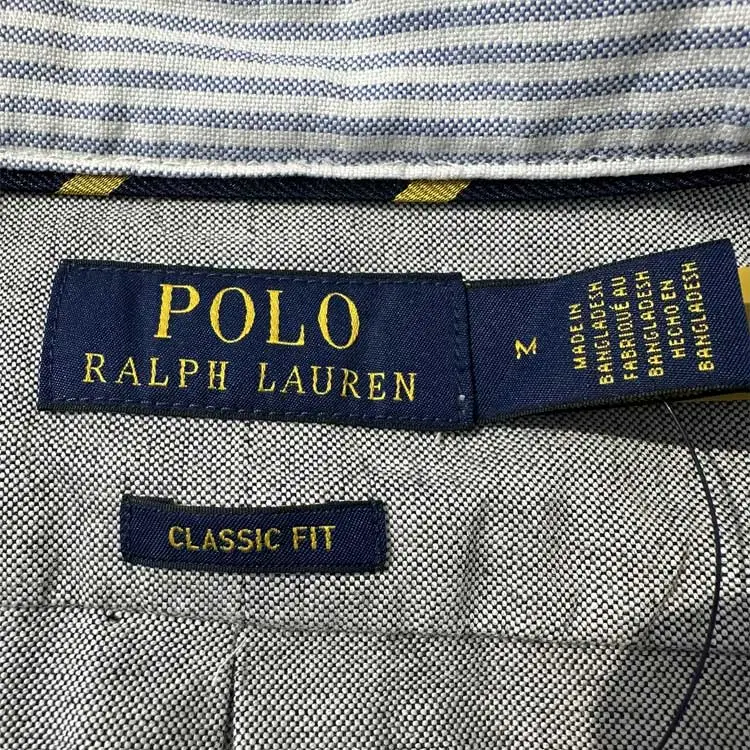 POLO
RALPH LAUREN
M
MADE IN
BANGLADESH
FABRIQUÉ AU
BANGLADESH
HECHO EN
BANGLADESH
CLASSIC FIT